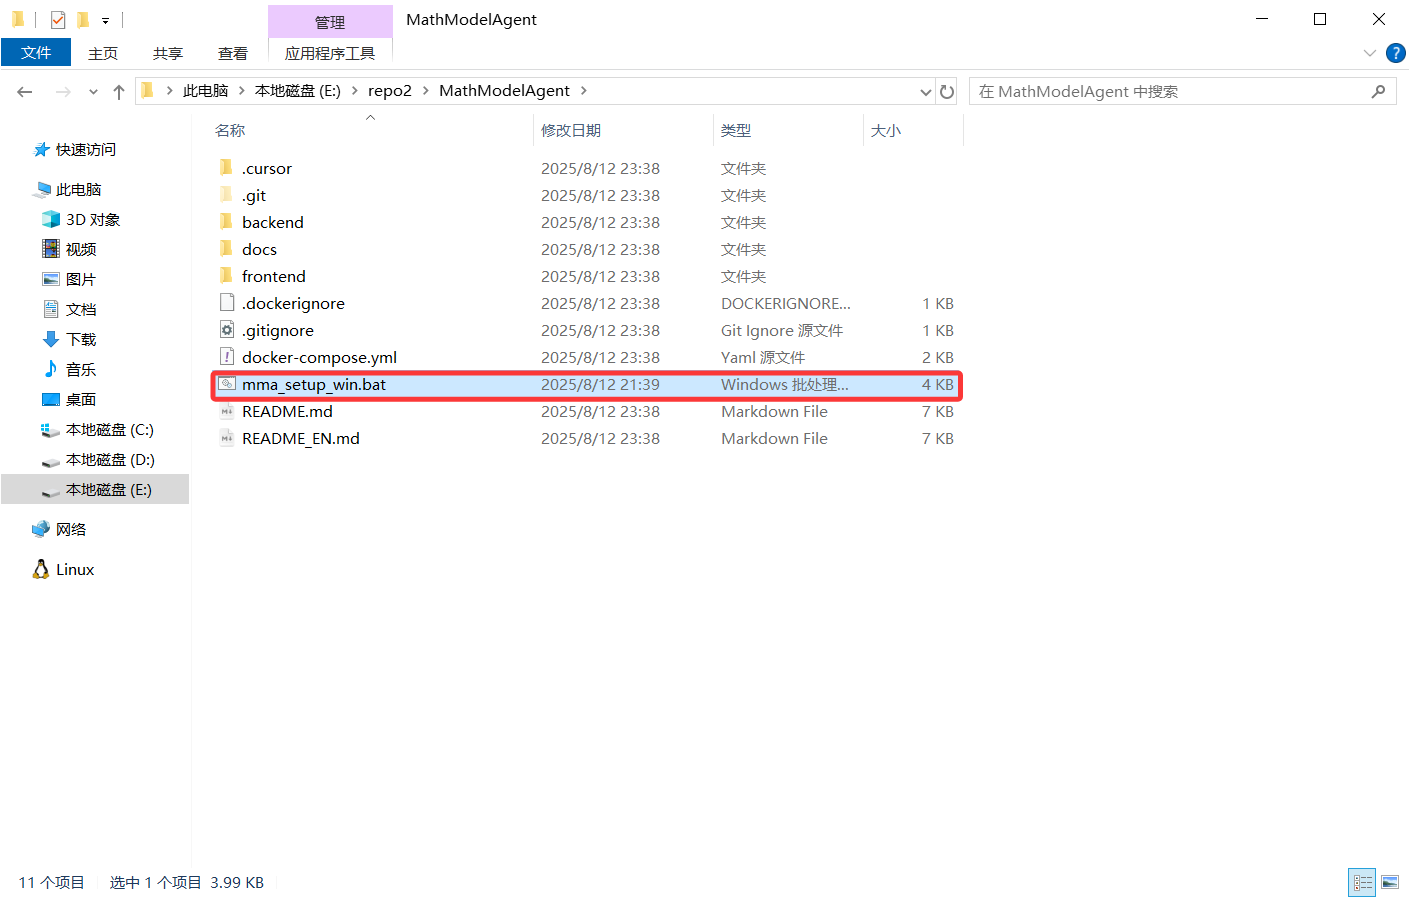 管理
MathModelAgent
文件
主页
共享
查看
应用程序工具
此电脑
本地磁盘 (E:)
repo2
MathModelAgent
在 MathModelAgent 中搜索
快速访问
此电脑
3D 对象
视频
图片
文档
下载
音乐
桌面
本地磁盘 (C:)
本地磁盘 (D:)
本地磁盘 (E:)
网络
Linux
名称 修改日期 类型 大小
.cursor 2025/8/12 23:38 文件夹
.git 2025/8/12 23:38 文件夹
backend 2025/8/12 23:38 文件夹
docs 2025/8/12 23:38 文件夹
frontend 2025/8/12 23:38 文件夹
.dockerignore 2025/8/12 23:38 DOCKERIGNORE... 1 KB
.gitignore 2025/8/12 23:38 Git Ignore 源文件 1 KB
docker-compose.yml 2025/8/12 23:38 Yaml 源文件 2 KB
mma_setup_win.bat 2025/8/12 21:39 Windows 批处理... 4 KB
README.md 2025/8/12 23:38 Markdown File 7 KB
README_EN.md 2025/8/12 23:38 Markdown File 7 KB
11 个项目 选中 1 个项目 3.99 KB